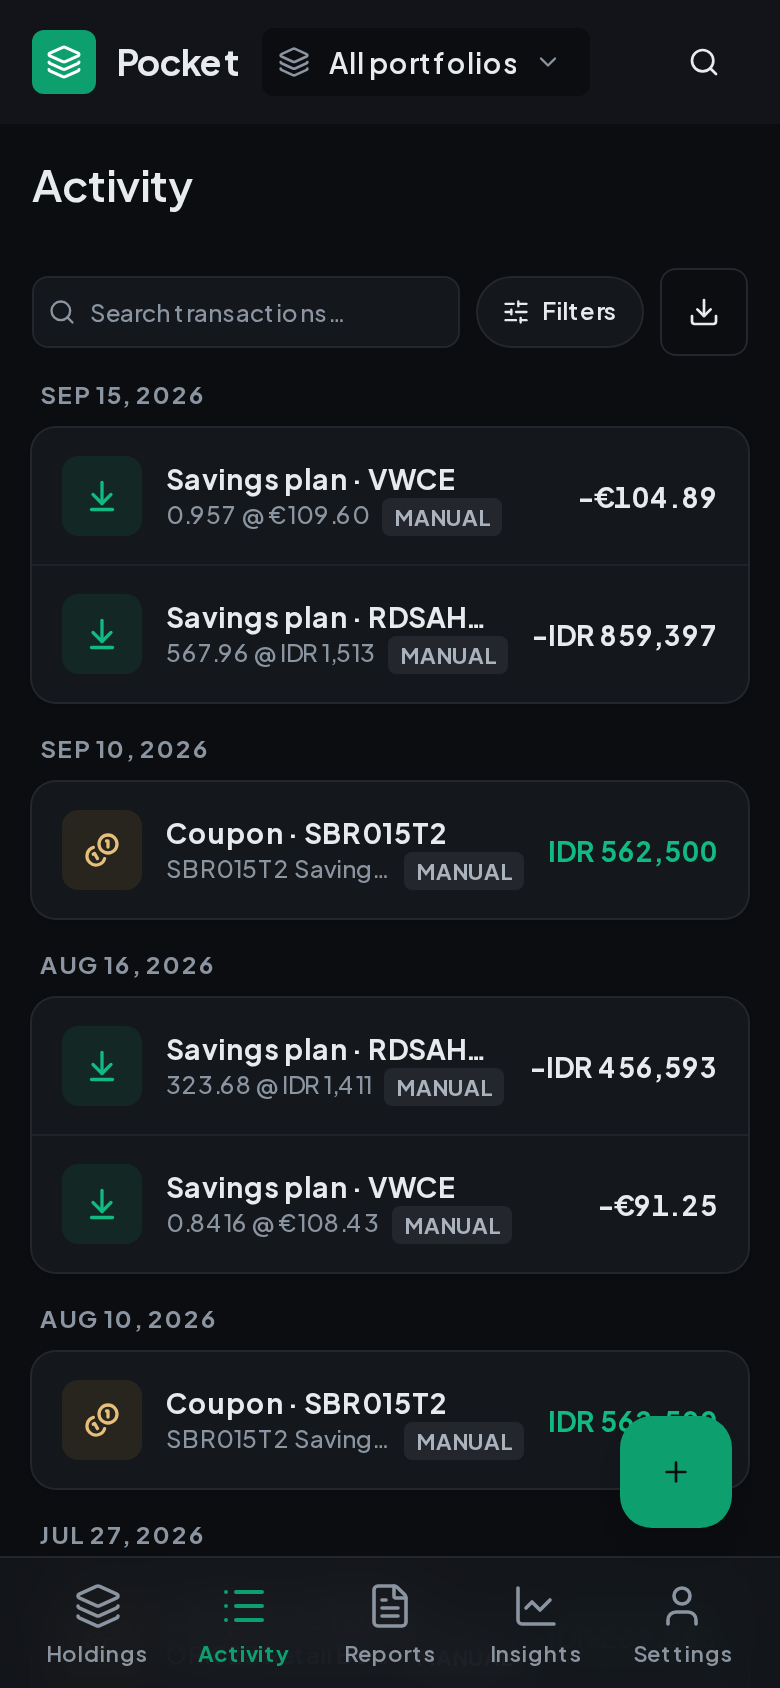 Pocket
All portfolios
Activity
Search transactions…
Filters
SEP 15, 2026
Savings plan · VWCE
0.957 @ €109.60 MANUAL
-€104.89
Savings plan · RDSAH…
567.96 @ IDR 1,513 MANUAL
-IDR 859,397
SEP 10, 2026
Coupon · SBR015T2
SBR015T2 Saving… MANUAL
IDR 562,500
AUG 16, 2026
Savings plan · RDSAH…
323.68 @ IDR 1,411 MANUAL
-IDR 456,593
Savings plan · VWCE
0.8416 @ €108.43 MANUAL
-€91.25
AUG 10, 2026
Coupon · SBR015T2
SBR015T2 Saving… MANUAL
IDR 562,500
JUL 27, 2026
Holdings
Activity
Reports
Insights
Settings